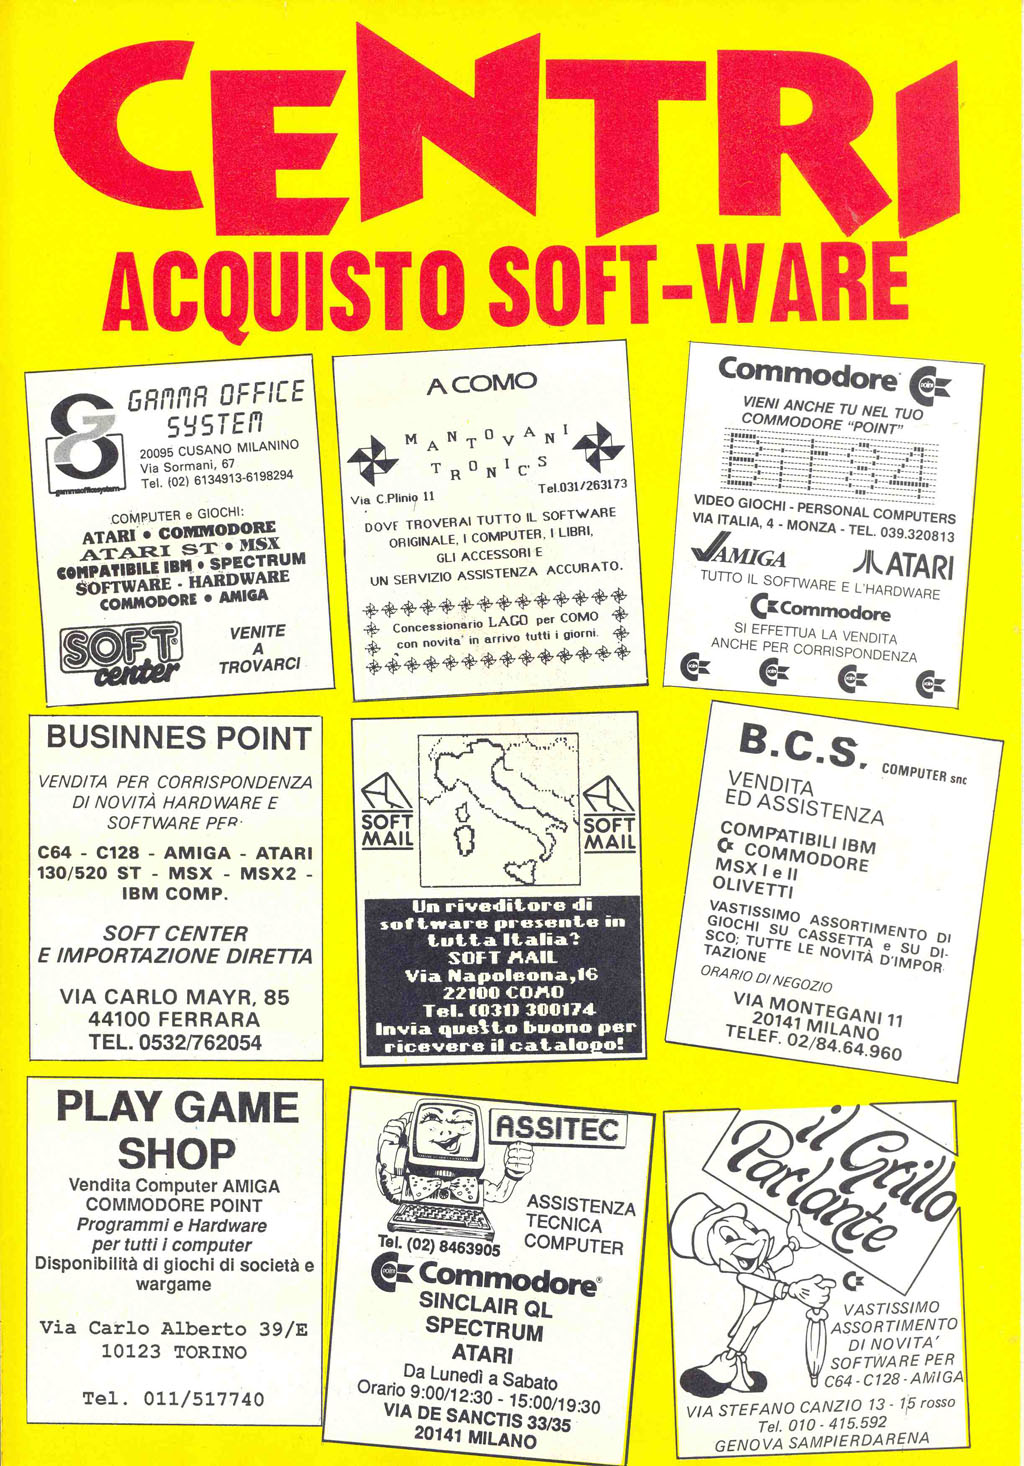 CENTRI
ACQUISTO SOFT-WARE
GAMMA OFFICE
SYSTEM
20095 CUSANO MILANINO
Via Sormani, 67
Tel. (02) 6134913-6198294
gammaofficesystem
COMPUTER e GIOCHI:
ATARI • COMMODORE
ATARI ST • MSX
COMPATIBILE IBM • SPECTRUM
SOFTWARE - HARDWARE
COMMODORE • AMIGA
SOFT
center
VENITE
A
TROVARCI
A COMO
MANTOVANI
TRONIC'S
Via C.Plinio 11
Tel.031/263173
DOVE TROVERAI TUTTO IL SOFTWARE
ORIGINALE, I COMPUTER, I LIBRI,
GLI ACCESSORI E
UN SERVIZIO ASSISTENZA ACCURATO.
Concessionario LAGO per COMO
con novita' in arrivo tutti i giorni.
Commodore
point
VIENI ANCHE TU NEL TUO
COMMODORE "POINT"
BIT 84
VIDEO GIOCHI - PERSONAL COMPUTERS
VIA ITALIA, 4 - MONZA - TEL. 039.320813
AMIGA
ATARI
TUTTO IL SOFTWARE E L'HARDWARE
Commodore
SI EFFETTUA LA VENDITA
ANCHE PER CORRISPONDENZA
BUSINNES POINT
VENDITA PER CORRISPONDENZA
DI NOVITÀ HARDWARE E
SOFTWARE PER
C64 - C128 - AMIGA - ATARI
130/520 ST - MSX - MSX2 -
IBM COMP.
SOFT CENTER
E IMPORTAZIONE DIRETTA
VIA CARLO MAYR, 85
44100 FERRARA
TEL. 0532/762054
SOFT
MAIL
SOFT
MAIL
Un riveditore di
software presente in
tutta Italia?
SOFT MAIL
Via Napoleona,16
22100 COMO
Tel. (031) 300174
Invia questo buono per
ricevere il catalogo!
B.C.S. COMPUTER snc
VENDITA
ED ASSISTENZA
COMPATIBILI IBM
COMMODORE
MSX I e II
OLIVETTI
VASTISSIMO ASSORTIMENTO DI
GIOCHI SU CASSETTA e SU DI-
SCO; TUTTE LE NOVITÀ D'IMPOR
TAZIONE
ORARIO DI NEGOZIO
VIA MONTEGANI 11
20141 MILANO
TELEF. 02/84.64.960
PLAY GAME
SHOP
Vendita Computer AMIGA
COMMODORE POINT
Programmi e Hardware
per tutti i computer
Disponibilità di giochi di società e
wargame
Via Carlo Alberto 39/E
10123 TORINO
Tel. 011/517740
ASSITEC
ASSISTENZA
TECNICA
COMPUTER
Tel. (02) 8463905
point
Commodore
SINCLAIR QL
SPECTRUM
ATARI
Da Lunedì a Sabato
Orario 9:00/12:30 - 15:00/19:30
VIA DE SANCTIS 33/35
20141 MILANO
il Grillo
Parlante
VASTISSIMO
ASSORTIMENTO
DI NOVITA'
SOFTWARE PER
C64 - C128 - AMIGA
VIA STEFANO CANZIO 13 - 15 rosso
Tel. 010 - 415.592
GENOVA SAMPIERDARENA